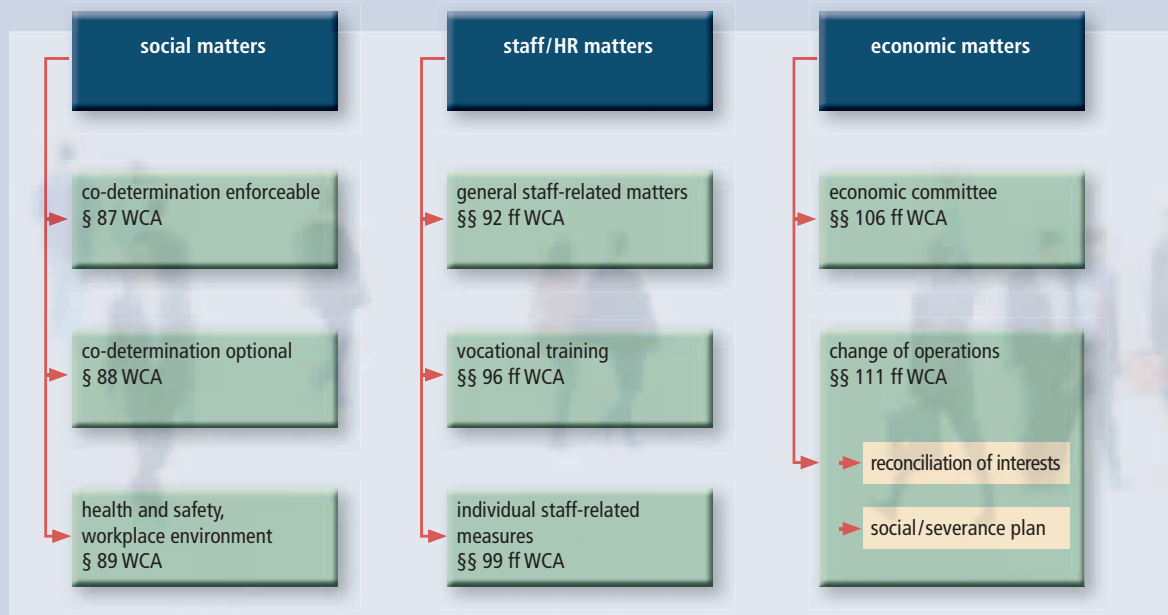 social matters
co-determination enforceable
§ 87 WCA
co-determination optional
§ 88 WCA
health and safety,
workplace environment
§ 89 WCA
staff/HR matters
general staff-related matters
§§ 92 ff WCA
vocational training
§§ 96 ff WCA
individual staff-related
measures
§§ 99 ff WCA
economic matters
economic committee
§§ 106 ff WCA
change of operations
§§ 111 ff WCA
reconciliation of interests
social/severance plan